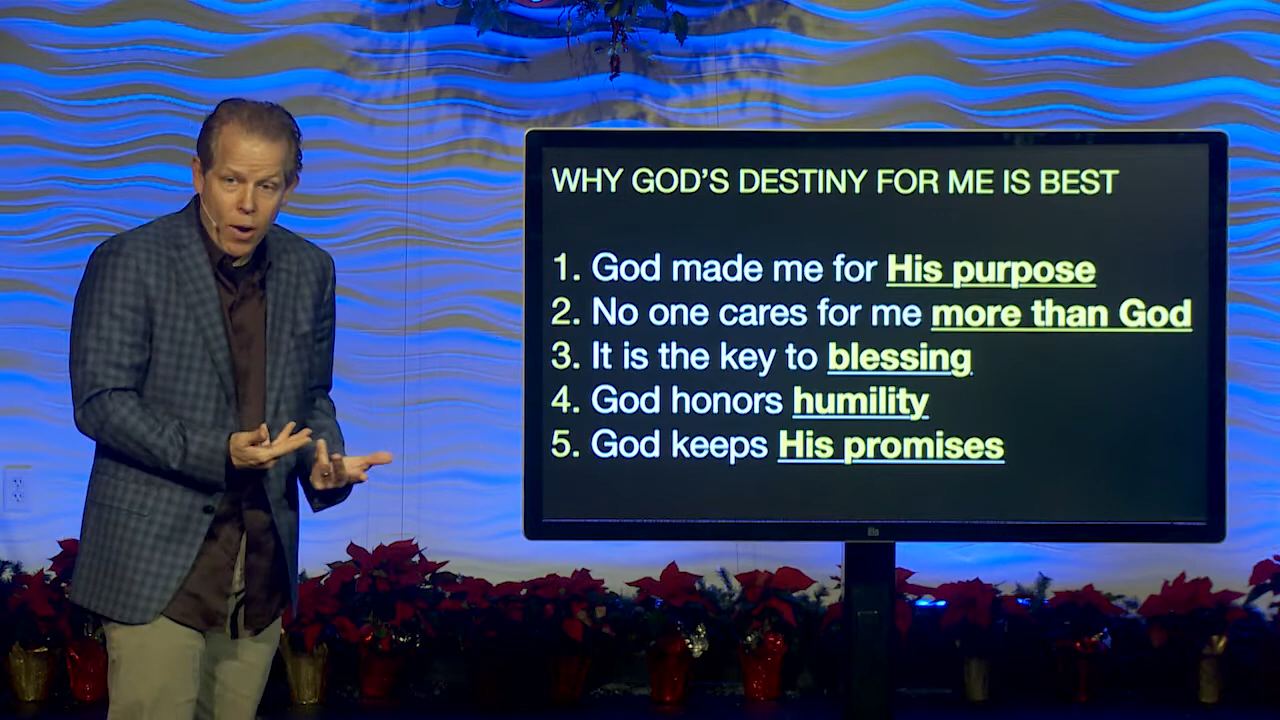 WHY GOD'S DESTINY FOR ME IS BEST
1. God made me for His purpose
2. No one cares for me more than God
3. It is the key to blessing
4. God honors humility
5. God keeps His promises
Elo